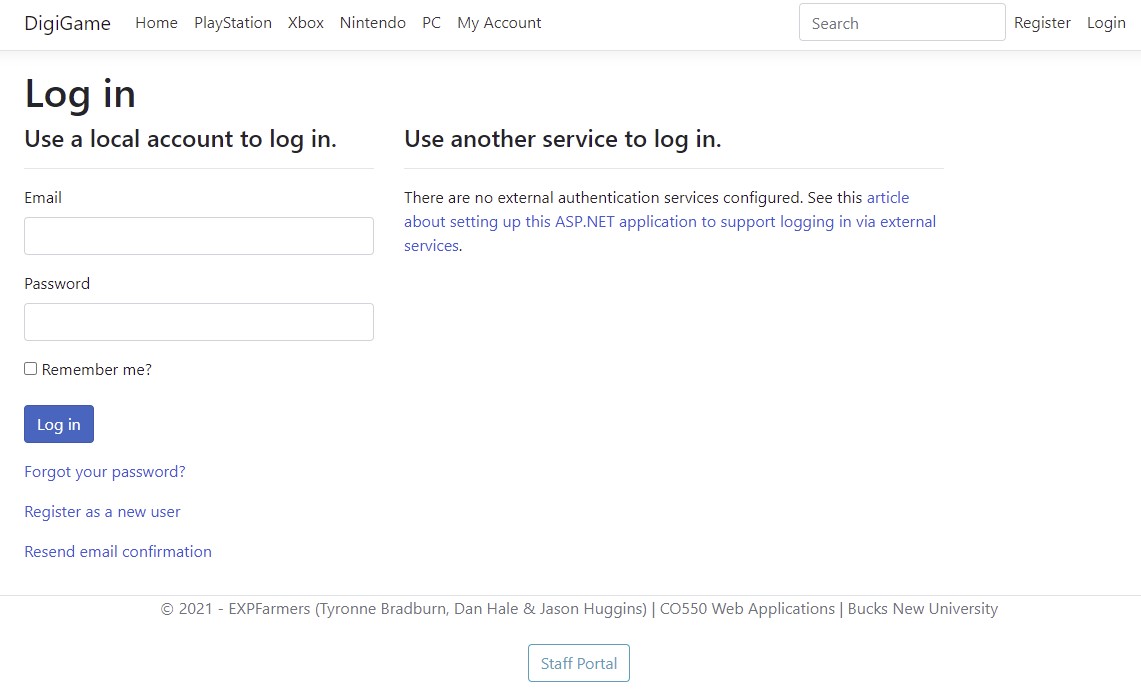 DigiGame Home PlayStation Xbox Nintendo PC My Account Search Register Login
Log in
Use a local account to log in.
Email
Password
Remember me?
Log in
Forgot your password?
Register as a new user
Resend email confirmation
Use another service to log in.
There are no external authentication services configured. See this article
about setting up this ASP.NET application to support logging in via external
services.
© 2021 - EXPFarmers (Tyronne Bradburn, Dan Hale & Jason Huggins) | CO550 Web Applications | Bucks New University
Staff Portal